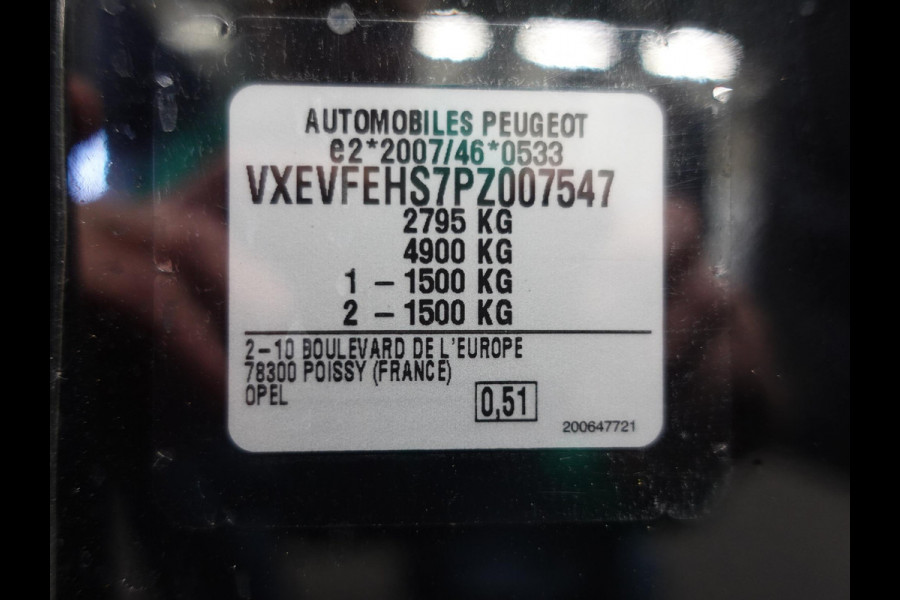 AUTOMOBILES PEUGEOT
e2*2007/46*0533
VXEVFEHS7PZ007547
2795 KG
4900 KG
1 - 1500 KG
2 - 1500 KG
2-10 BOULEVARD DE L'EUROPE
78300 POISSY (FRANCE)
OPEL
0,51
200647721